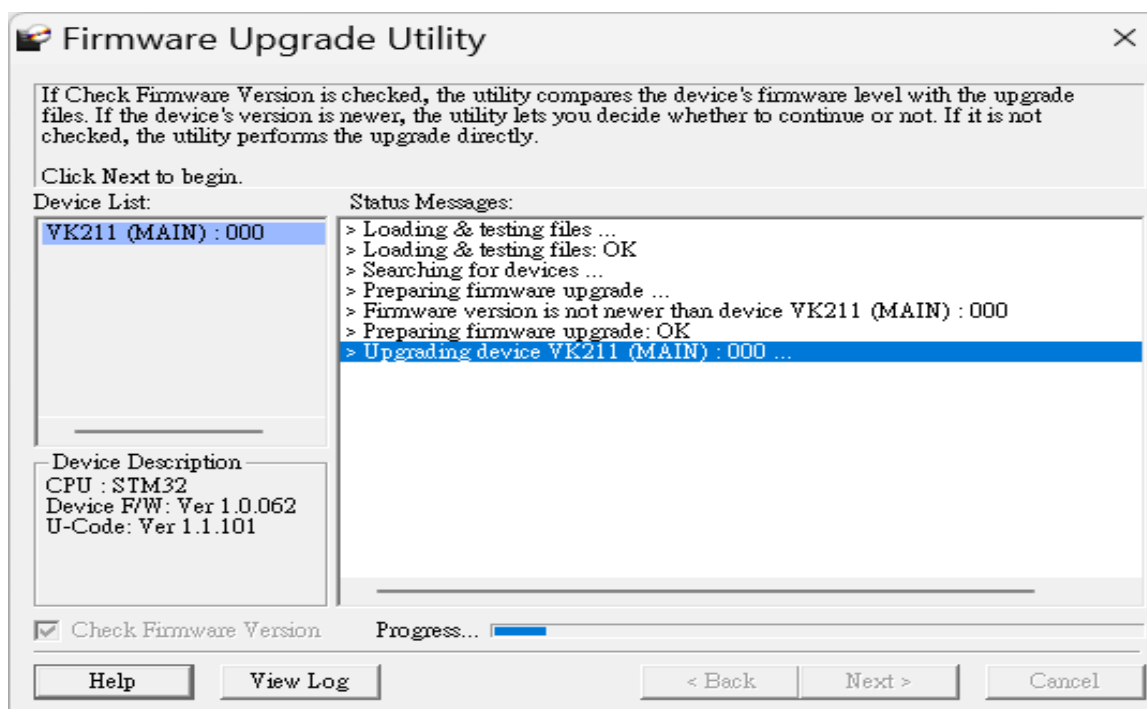 Firmware Upgrade Utility
If Check Firmware Version is checked, the utility compares the device's firmware level with the upgrade
files. If the device's version is newer, the utility lets you decide whether to continue or not. If it is not
checked, the utility performs the upgrade directly.
Click Next to begin.
Device List:
VK211 (MAIN) : 000
Status Messages:
> Loading & testing files ...
> Loading & testing files: OK
> Searching for devices ...
> Preparing firmware upgrade ...
> Firmware version is not newer than device VK211 (MAIN) : 000
> Preparing firmware upgrade: OK
> Upgrading device VK211 (MAIN) : 000 ...
Device Description
CPU : STM32
Device F/W: Ver 1.0.062
U-Code: Ver 1.1.101
Check Firmware Version
Progress...
Help
View Log
< Back
Next >
Cancel